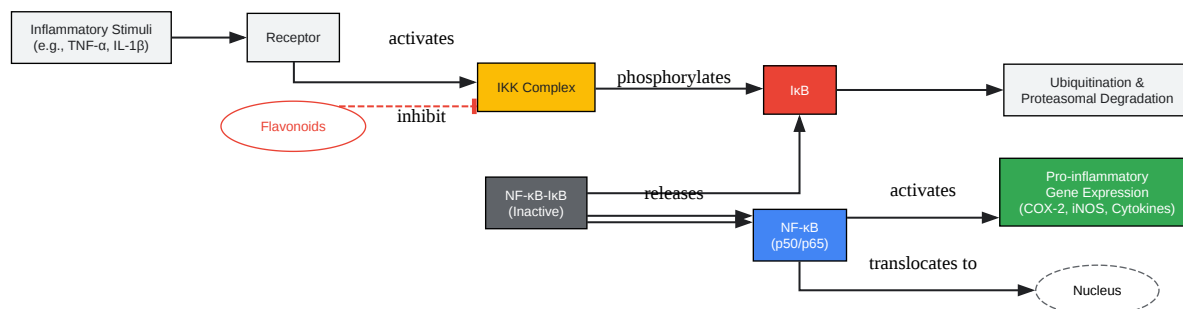 Inflammatory Stimuli
(e.g., TNF-α, IL-1β)
Receptor
activates
IKK Complex
phosphorylates
IκB
Ubiquitination &
Proteasomal Degradation
Flavonoids
inhibit
NF-κB-IκB
(Inactive)
releases
NF-κB
(p50/p65)
activates
Pro-inflammatory
Gene Expression
(COX-2, iNOS, Cytokines)
translocates to
Nucleus